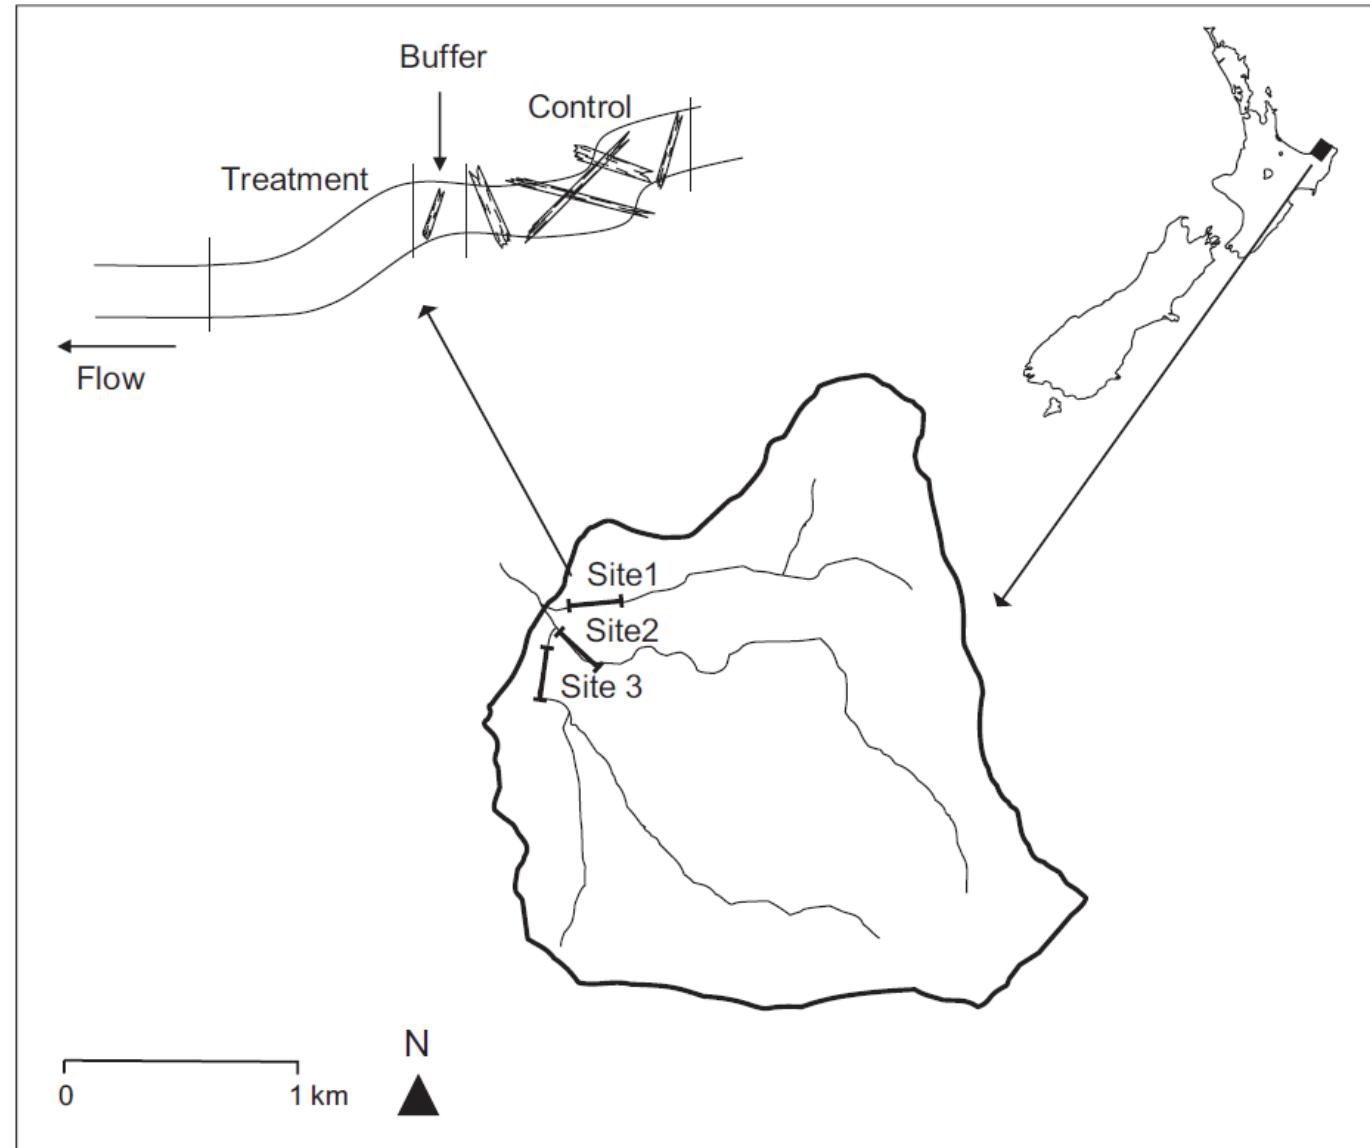 Buffer
Control
Treatment
Flow
Site1
Site2
Site 3
N
0 1 km